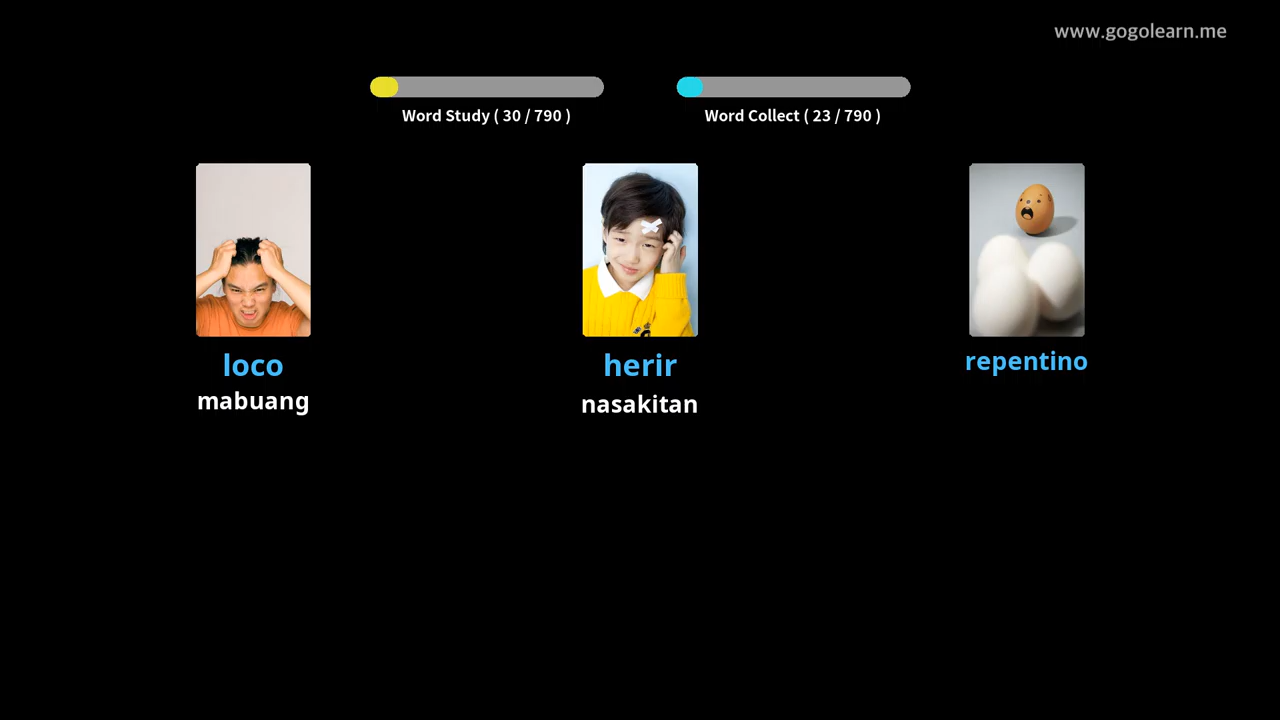 www.gogolearn.me
Word Study ( 30 / 790 )
Word Collect ( 23 / 790 )
loco
mabuang
herir
nasakitan
repentino